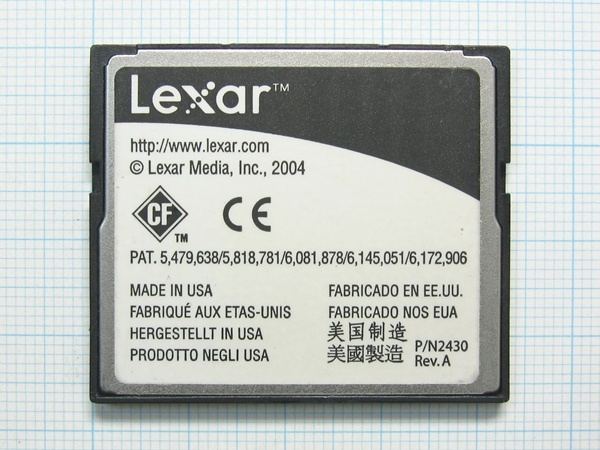 Lexar™
http://www.lexar.com
© Lexar Media, Inc., 2004
CF™ CE
PAT. 5,479,638/5,818,781/6,081,878/6,145,051/6,172,906
MADE IN USA
FABRIQUÉ AUX ETAS-UNIS
HERGESTELLT IN USA
PRODOTTO NEGLI USA
FABRICADO EN EE.UU.
FABRICADO NOS EUA
美国制造
美國製造
P/N2430
Rev. A